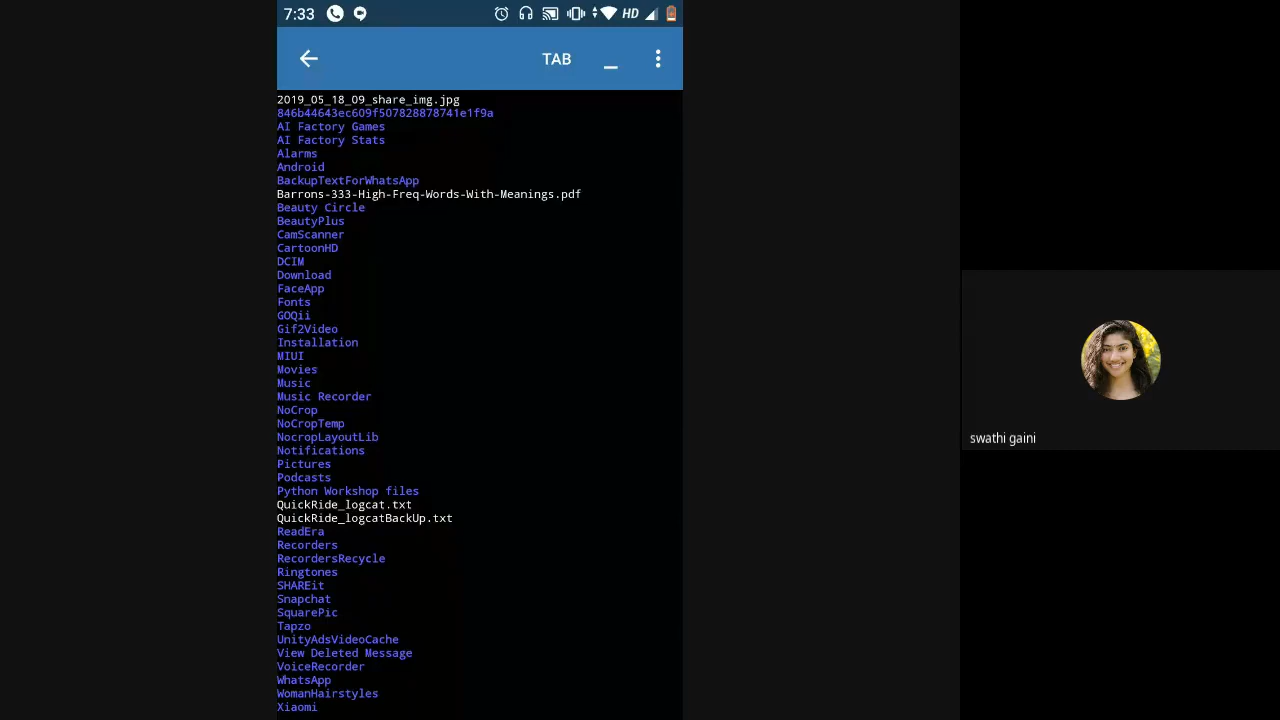 7:33
HD
TAB
_
2019_05_18_09_share_img.jpg
846b44643ec609f507828878741e1f9a
AI Factory Games
AI Factory Stats
Alarms
Android
BackupTextForWhatsApp
Barrons-333-High-Freq-Words-With-Meanings.pdf
Beauty Circle
BeautyPlus
CamScanner
CartoonHD
DCIM
Download
FaceApp
Fonts
GOQii
Gif2Video
Installation
MIUI
Movies
Music
Music Recorder
NoCrop
NoCropTemp
NocropLayoutLib
Notifications
Pictures
Podcasts
Python Workshop files
QuickRide_logcat.txt
QuickRide_logcatBackUp.txt
ReadEra
Recorders
RecordersRecycle
Ringtones
SHAREit
Snapchat
SquarePic
Tapzo
UnityAdsVideoCache
View Deleted Message
VoiceRecorder
WhatsApp
WomanHairstyles
Xiaomi
swathi gaini